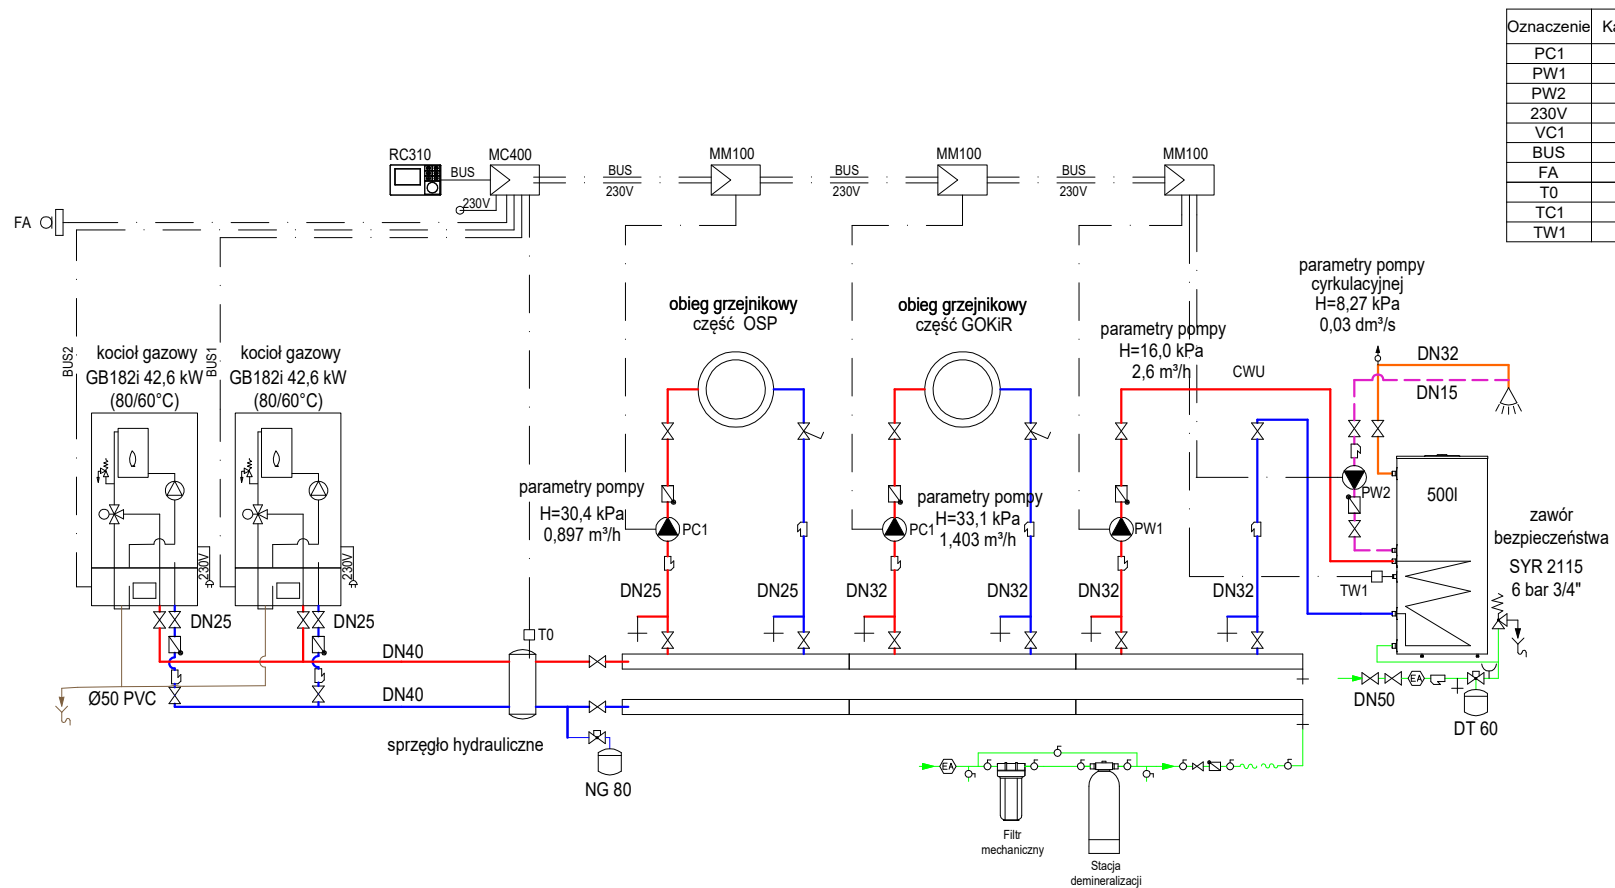 Oznaczenie
PC1
PW1
PW2
230V
VC1
BUS
FA
T0
TC1
TW1
RC310
BUS
MC400
230V
BUS
230V
MM100
BUS
230V
MM100
BUS
230V
MM100
FA
BUS2
BUS1
kocioł gazowy
GB182i 42,6 kW
(80/60°C)
kocioł gazowy
GB182i 42,6 kW
(80/60°C)
230V
230V
DN25
DN25
DN40
DN40
Ø50 PVC
T0
sprzęgło hydrauliczne
NG 80
obieg grzejnikowy
część OSP
parametry pompy
H=30,4 kPa
0,897 m³/h
PC1
DN25
DN25
obieg grzejnikowy
część GOKiR
parametry pompy
H=33,1 kPa
1,403 m³/h
PC1
DN32
DN32
parametry pompy
H=16,0 kPa
2,6 m³/h
CWU
PW1
DN32
DN32
parametry pompy
cyrkulacyjnej
H=8,27 kPa
0,03 dm³/s
DN32
DN15
PW2
500l
TW1
zawór
bezpieczeństwa
SYR 2115
6 bar 3/4"
EA
DN50
DT 60
EA
Filtr
mechaniczny
Stacja
demineralizacji